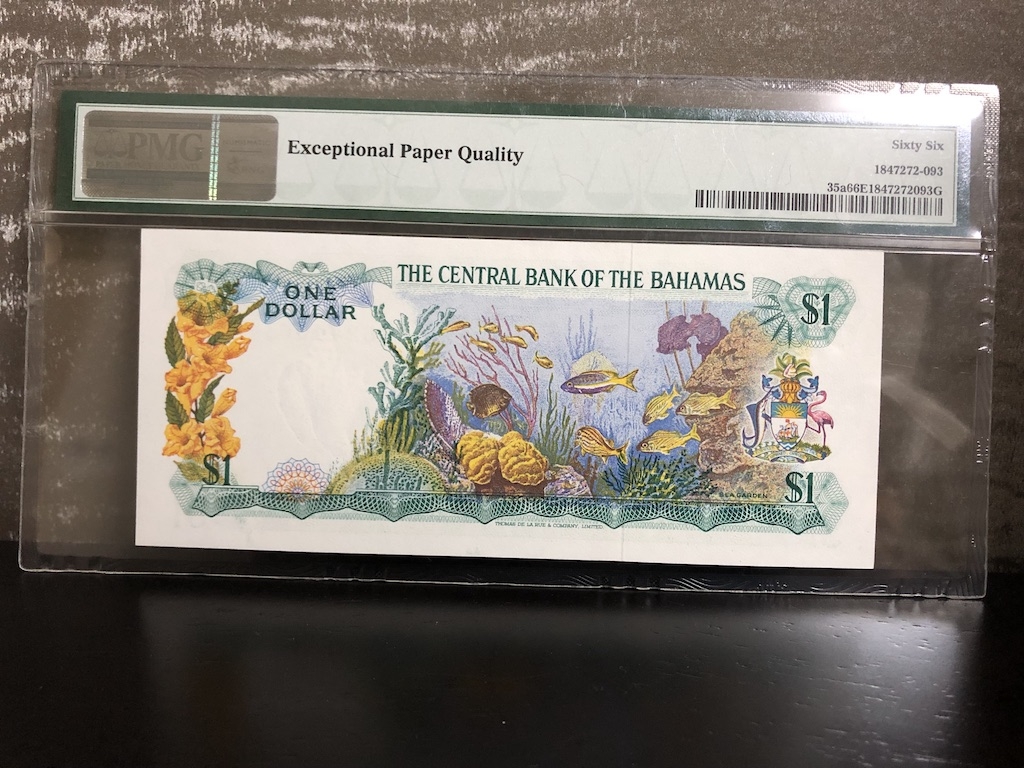 PMG
Exceptional Paper Quality
Sixty Six
1847272-093
35a66E1847272093G
THE CENTRAL BANK OF THE BAHAMAS
ONE
DOLLAR
$1
$1
SEA GARDEN
$1
THOMAS DE LA RUE & COMPANY, LIMITED